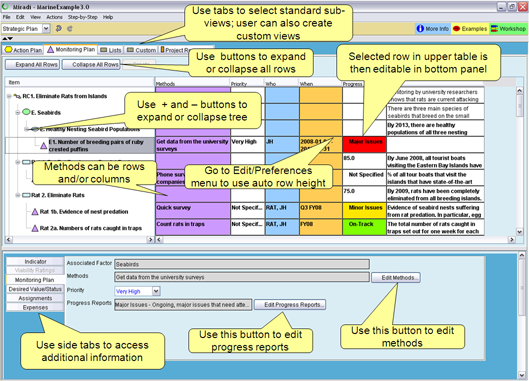 Miradi - MarineExample3.0
File Edit Actions Step-by-Step Help
Strategic Plan
More Info Examples Workshop
Use tabs to select standard sub-
views; user can also create
custom views
Action Plan Monitoring Plan Lists Custom Project Resour
Expand All Rows Collapse All Rows
Use buttons to expand
or collapse all rows
Selected row in upper table is
then editable in bottom panel
Item Methods Priority Who When Progress
RC1. Eliminate Rats from Islands
onitoring by university researchers
hows that rats are current attacking
E. Seabirds
There are three main species
of seabirds that breed on the small
Use + and – buttons to
expand or collapse tree
Healthy Nesting Seabird Populations
By 2013, there are healthy
populations of all three nesting
E1. Number of breeding pairs of ruby
crested puffins
Get data from the university
surveys
Very High
JH
2008-01
2008
Major Issues
Methods can be rows
and/or columns
Go to Edit/Preferences
menu to use auto row height
85.0
By June 2008, all tourist boats
visiting the Eastbay Islands have
Phone surv
companies
Not Specified
% of tour boats that visit the
islands that have state-of-the-art
Rat 2. Eliminate Rats
75.0
By 2009, rats have been completely
eliminated from all breeding islands.
Rat 1b. Evidence of nest predation
Quick survey
Not Specif...
RAT, JH
Q3 FY08
Minor Issues
Evidence of seabird nests suffering
from rat predation. In particular, egg
Rat 2a. Numbers of rats caught in traps
Count rats in traps
Not Specif...
RAT, JH
FY08
On-Track
The total number of rats caught in
traps set out for one week for each
Indicator
Viability Ratings
Monitoring Plan
Desired Value/Status
Assignments
Expenses
Associated Factor Seabirds
Methods Get data from the university surveys Edit Methods...
Priority Very High
Progress Reports Major Issues - Ongoing, major issues that need atte... Edit Progress Reports...
Use side tabs to access
additional information
Use this button to edit
progress reports
Use this button to edit
methods